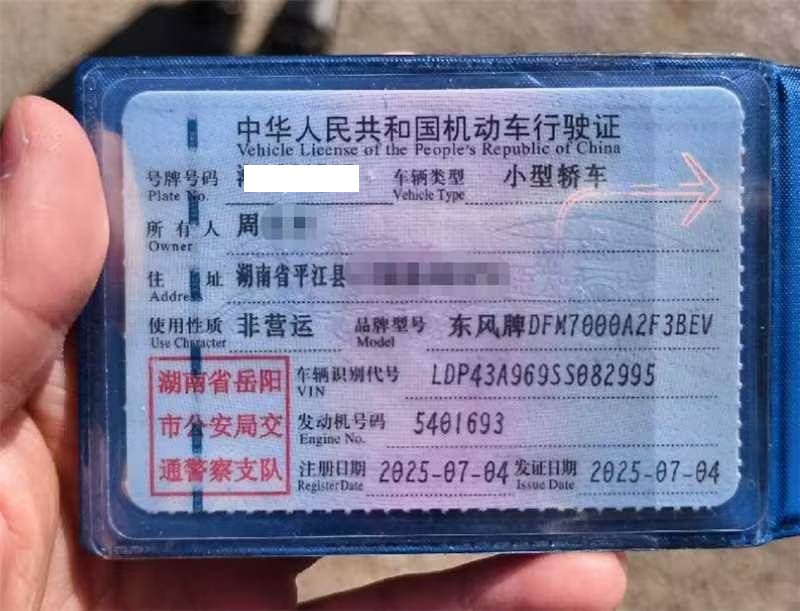 中华人民共和国机动车行驶证
Vehicle License of the People's Republic of China
号牌号码 车辆类型 小型轿车
Plate No. Vehicle Type
所有人 周
Owner
住址 湖南省平江县
Address
使用性质 非营运 品牌型号 东风牌DFM7000A2F3BEV
Use Character Model
湖南省岳阳
市公安局交
通警察支队
车辆识别代号 LDP43A969SS082995
VIN
发动机号码 5401693
Engine No.
注册日期 2025-07-04 发证日期 2025-07-04
Register Date Issue Date